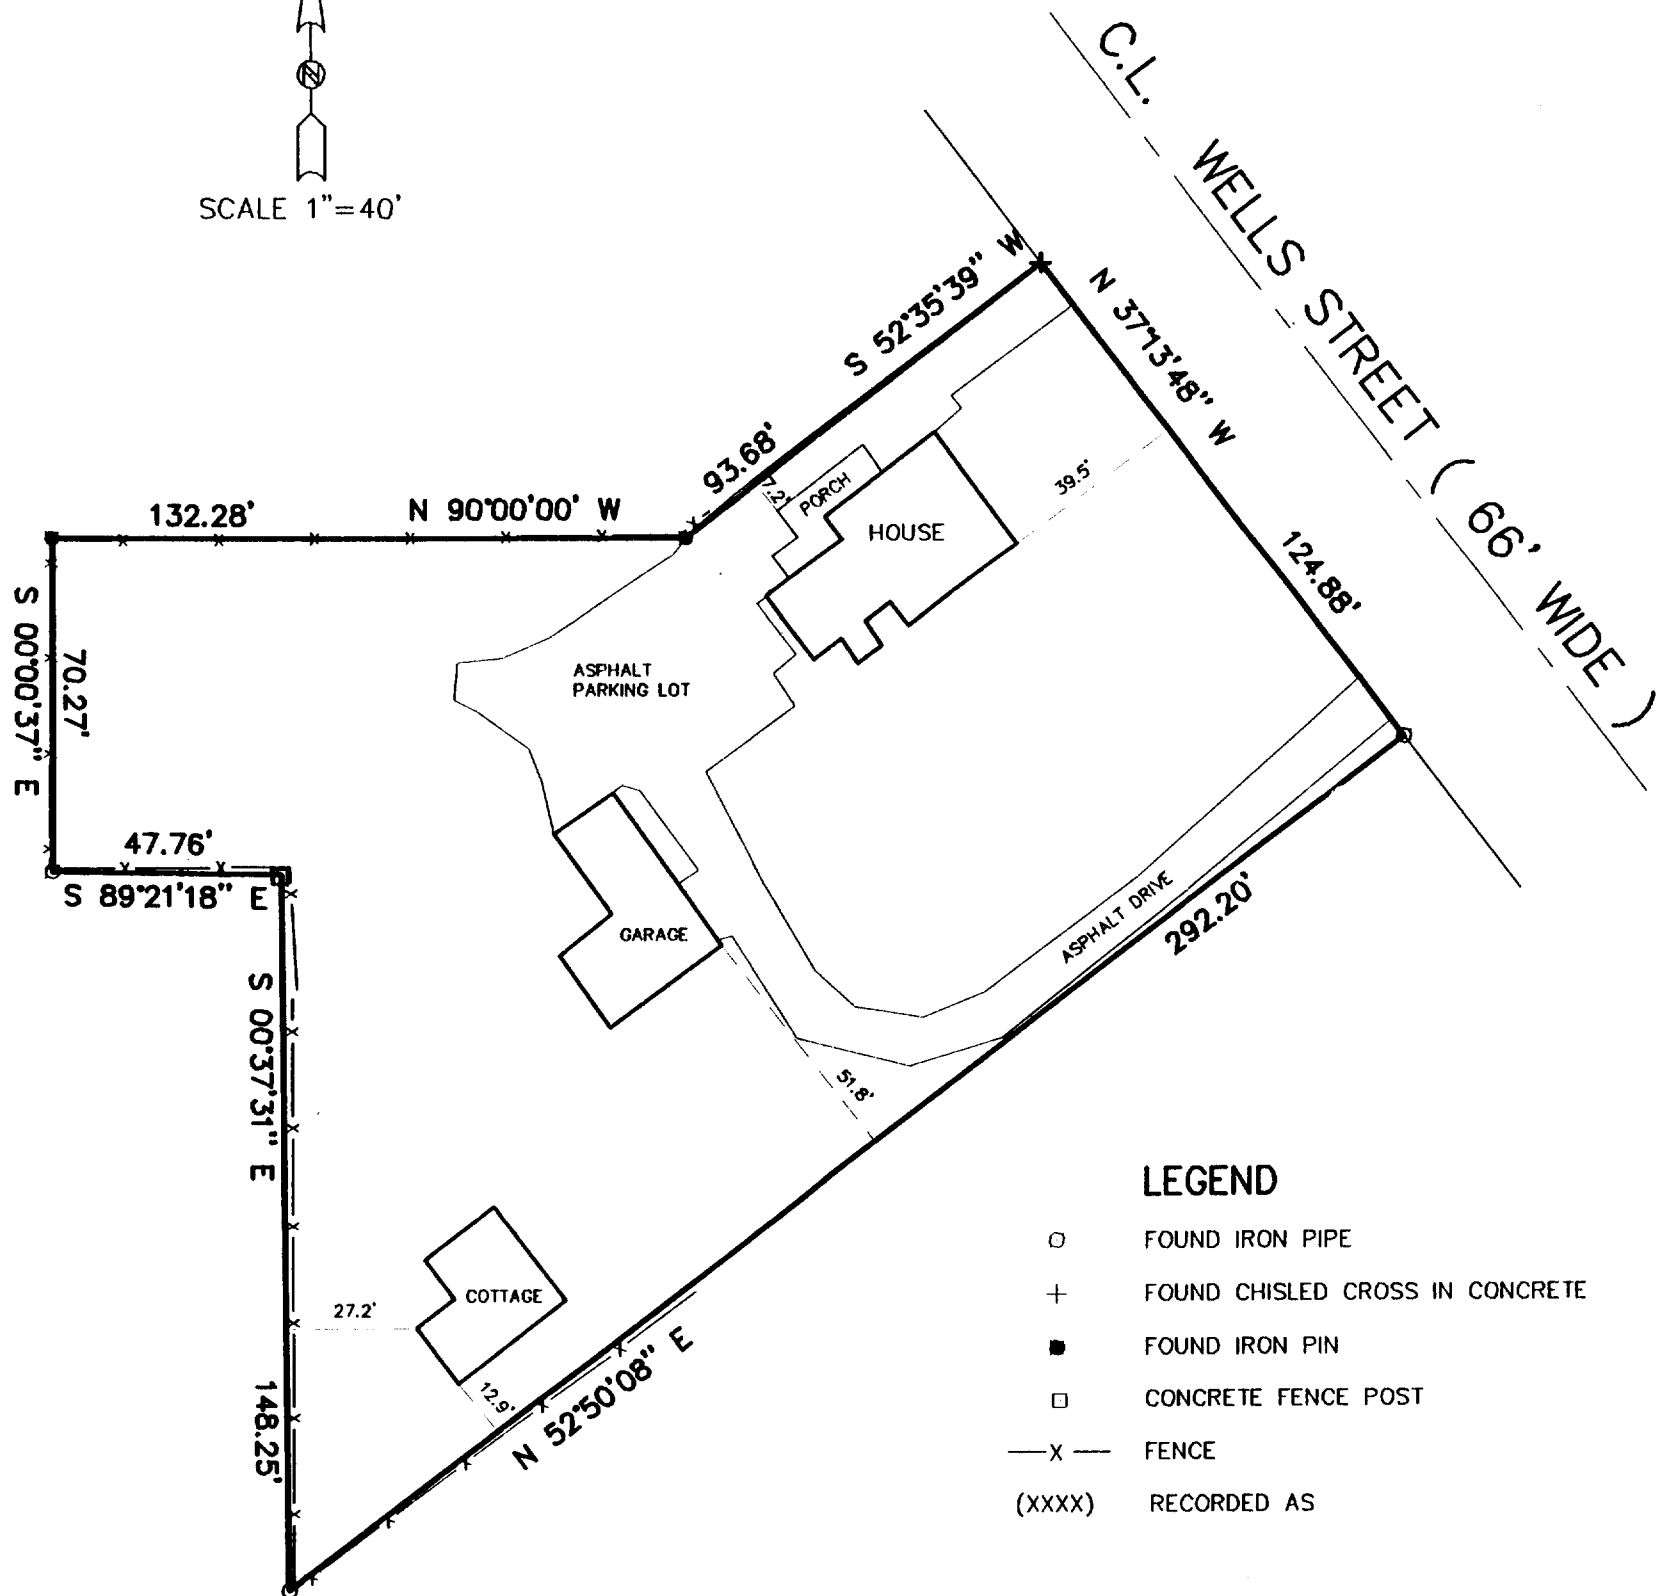 N
SCALE 1"=40'
C.L. WELLS STREET ( 66' WIDE )
S 52°35'39" W
93.68'
N 37°13'48" W
124.88'
132.28'
N 90°00'00' W
7.2'
PORCH
HOUSE
39.5'
S 00°00'37" E
70.27'
ASPHALT
PARKING LOT
47.76'
S 89°21'18" E
GARAGE
ASPHALT DRIVE
292.20'
S 00°37'31" E
148.25'
51.8'
COTTAGE
27.2'
12.9'
N 52°50'08" E
LEGEND
FOUND IRON PIPE
FOUND CHISLED CROSS IN CONCRETE
FOUND IRON PIN
CONCRETE FENCE POST
—X— FENCE
(XXXX) RECORDED AS